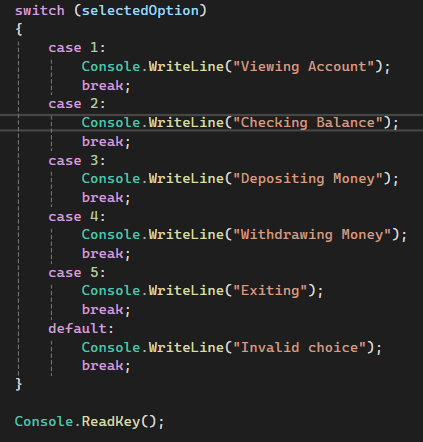 switch (selectedOption)
{
    case 1:
        Console.WriteLine("Viewing Account");
        break;
    case 2:
        Console.WriteLine("Checking Balance");
        break;
    case 3:
        Console.WriteLine("Depositing Money");
        break;
    case 4:
        Console.WriteLine("Withdrawing Money");
        break;
    case 5:
        Console.WriteLine("Exiting");
        break;
    default:
        Console.WriteLine("Invalid choice");
        break;
}

Console.ReadKey();